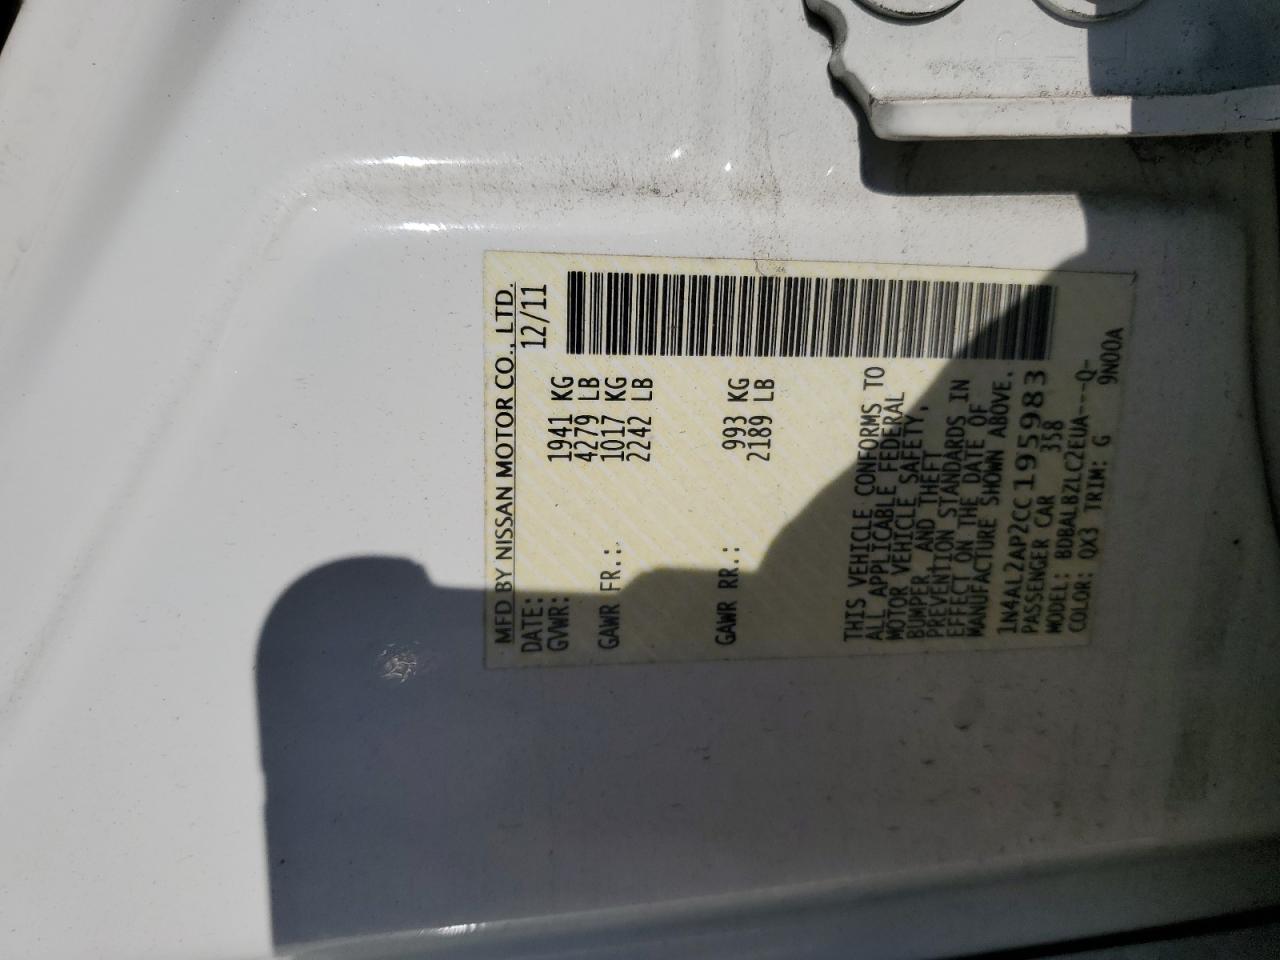 MFD BY NISSAN MOTOR CO., LTD.
DATE: 12/11
GVWR: 1941 KG
4279 LB
GAWR FR.: 1017 KG
2242 LB
GAWR RR.: 993 KG
2189 LB
THIS VEHICLE CONFORMS TO
ALL APPLICABLE FEDERAL
MOTOR VEHICLE SAFETY,
BUMPER AND THEFT
PREVENTION STANDARDS IN
EFFECT ON THE DATE OF
MANUFACTURE SHOWN ABOVE.
1N4AL2AP2CC195983
PASSENGER CAR 358
MODEL: BDBALBZLC2EUA---Q-
COLOR: QX3 TRIM: G 9N00A